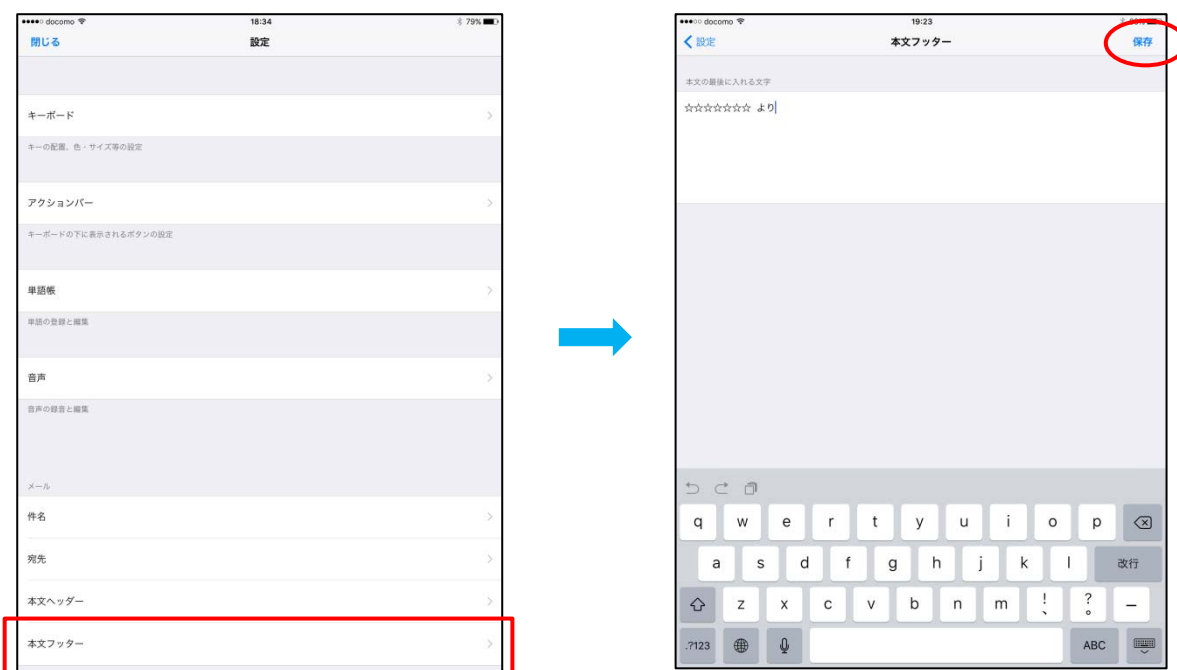 docomo 18:34 79%
閉じる 設定
キーボード
キーの配置、色・サイズ等の設定
アクションバー
キーボードの下に表示されるボタンの設定
単語帳
単語の登録と編集
音声
音声の録音と編集
メール
件名
宛先
本文ヘッダー
本文フッター
docomo 19:23
設定 本文フッター 保存
本文の最後に入れる文字
☆☆☆☆☆☆☆ より
q w e r t y u i o p
a s d f g h j k l 改行
z x c v b n m ! 、 ? 。 ー
.?123 ABC